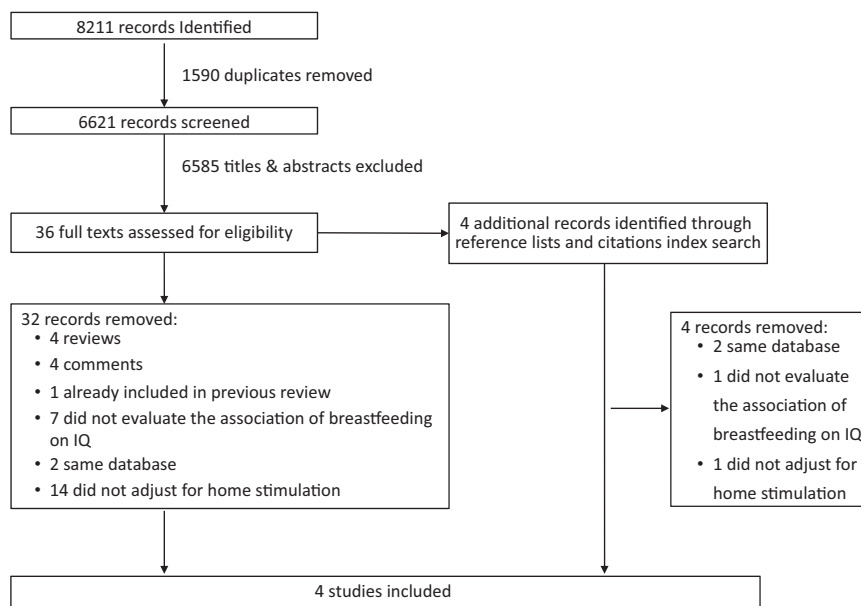 8211 records Identified
1590 duplicates removed
6621 records screened
6585 titles & abstracts excluded
36 full texts assessed for eligibility
4 additional records identified through
reference lists and citations index search
32 records removed:
• 4 reviews
• 4 comments
• 1 already included in previous review
• 7 did not evaluate the association of breastfeeding
on IQ
• 2 same database
• 14 did not adjust for home stimulation
4 records removed:
• 2 same database
• 1 did not evaluate
the association of
breastfeeding on IQ
• 1 did not adjust for
home stimulation
4 studies included